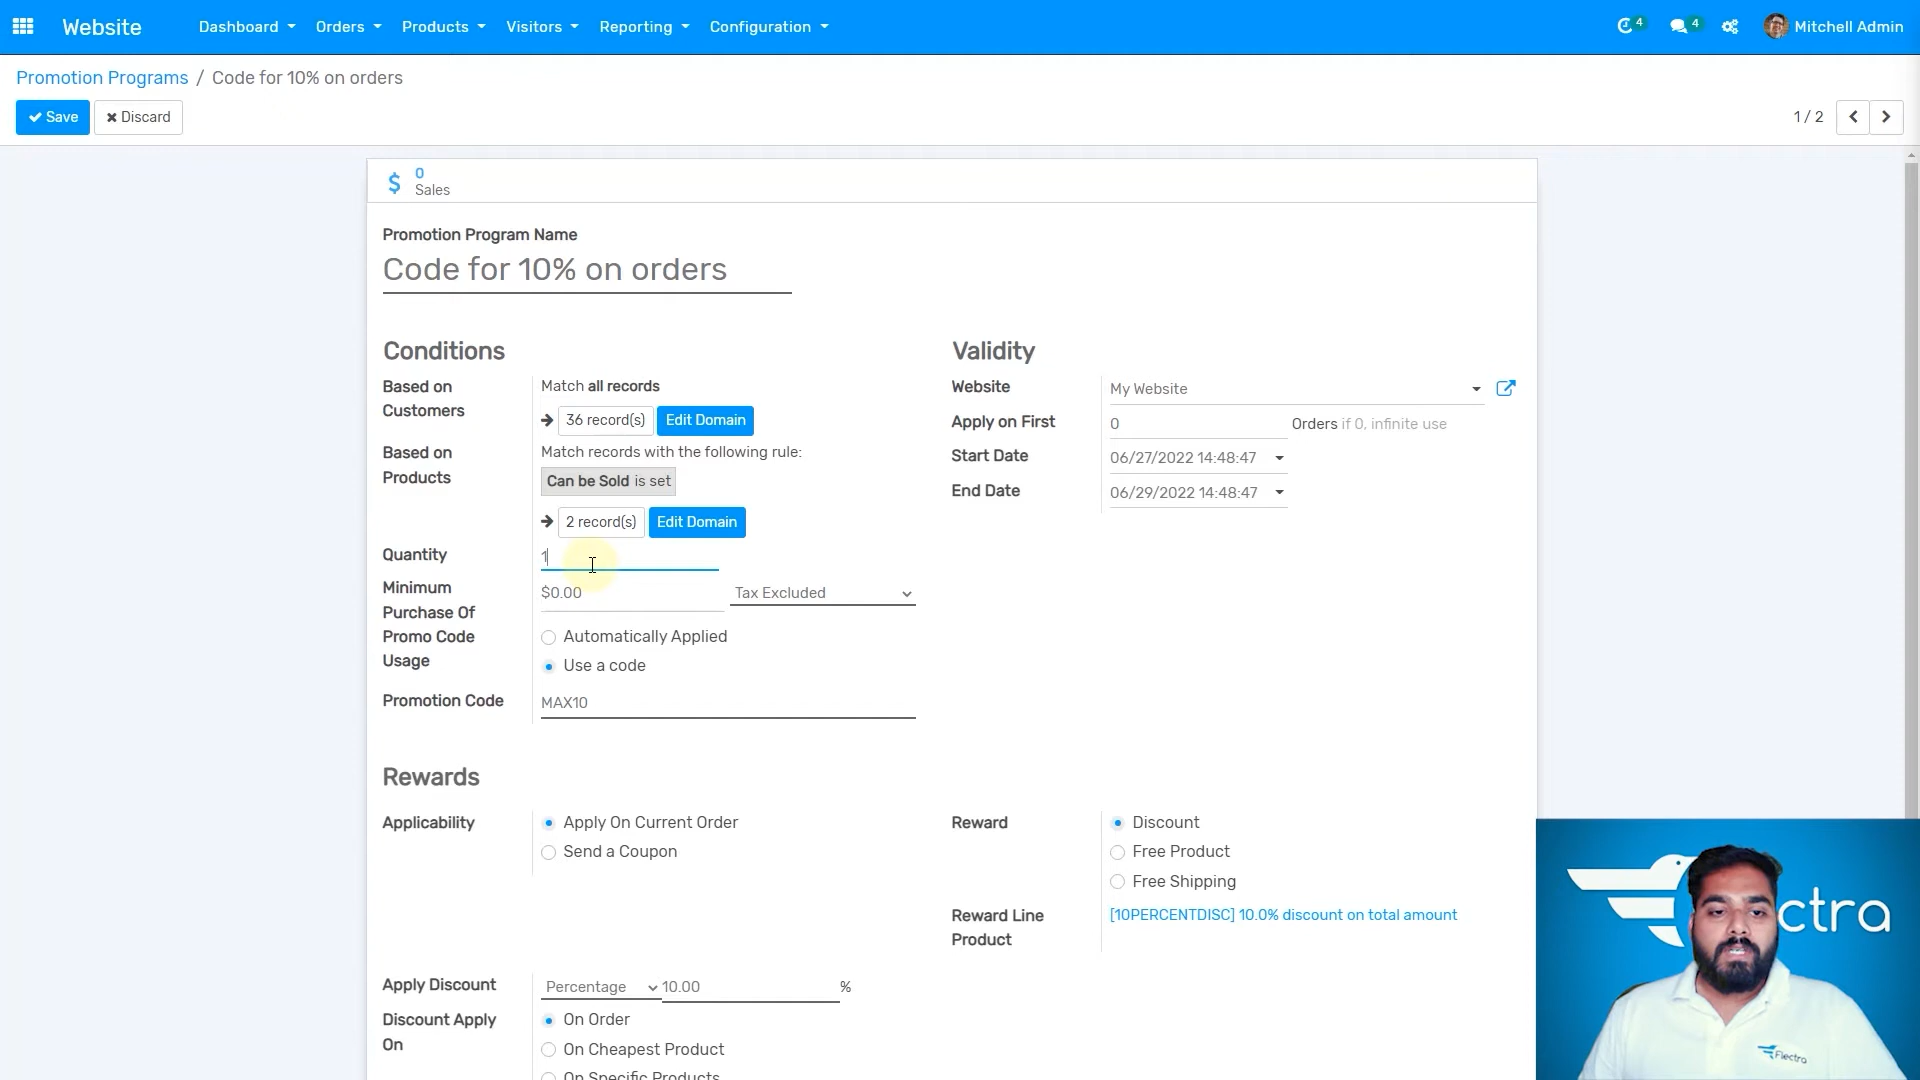 Website
Dashboard
Orders
Products
Visitors
Reporting
Configuration
4
4
Mitchell Admin
Promotion Programs / Code for 10% on orders
Save
Discard
1 / 2
0
Sales
Promotion Program Name
Code for 10% on orders
Conditions
Based on
Customers
Match all records
36 record(s)
Edit Domain
Based on
Products
Match records with the following rule:
Can be Sold is set
2 record(s)
Edit Domain
Quantity
1
Minimum
Purchase Of
$0.00
Tax Excluded
Promo Code
Usage
Automatically Applied
Use a code
Promotion Code
MAX10
Validity
Website
My Website
Apply on First
0
Orders if 0, infinite use
Start Date
06/27/2022 14:48:47
End Date
06/29/2022 14:48:47
Rewards
Applicability
Apply On Current Order
Send a Coupon
Reward
Discount
Free Product
Free Shipping
Reward Line
Product
[10PERCENTDISC] 10.0% discount on total amount
Apply Discount
Percentage
10.00
%
Discount Apply
On
On Order
On Cheapest Product
On Specific Products
ctra
Flectra